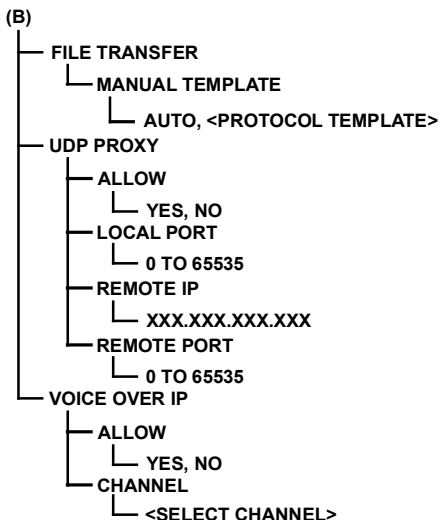 (B)
FILE TRANSFER
MANUAL TEMPLATE
AUTO, <PROTOCOL TEMPLATE>
UDP PROXY
ALLOW
YES, NO
LOCAL PORT
0 TO 65535
REMOTE IP
XXX.XXX.XXX.XXX
REMOTE PORT
0 TO 65535
VOICE OVER IP
ALLOW
YES, NO
CHANNEL
<SELECT CHANNEL>